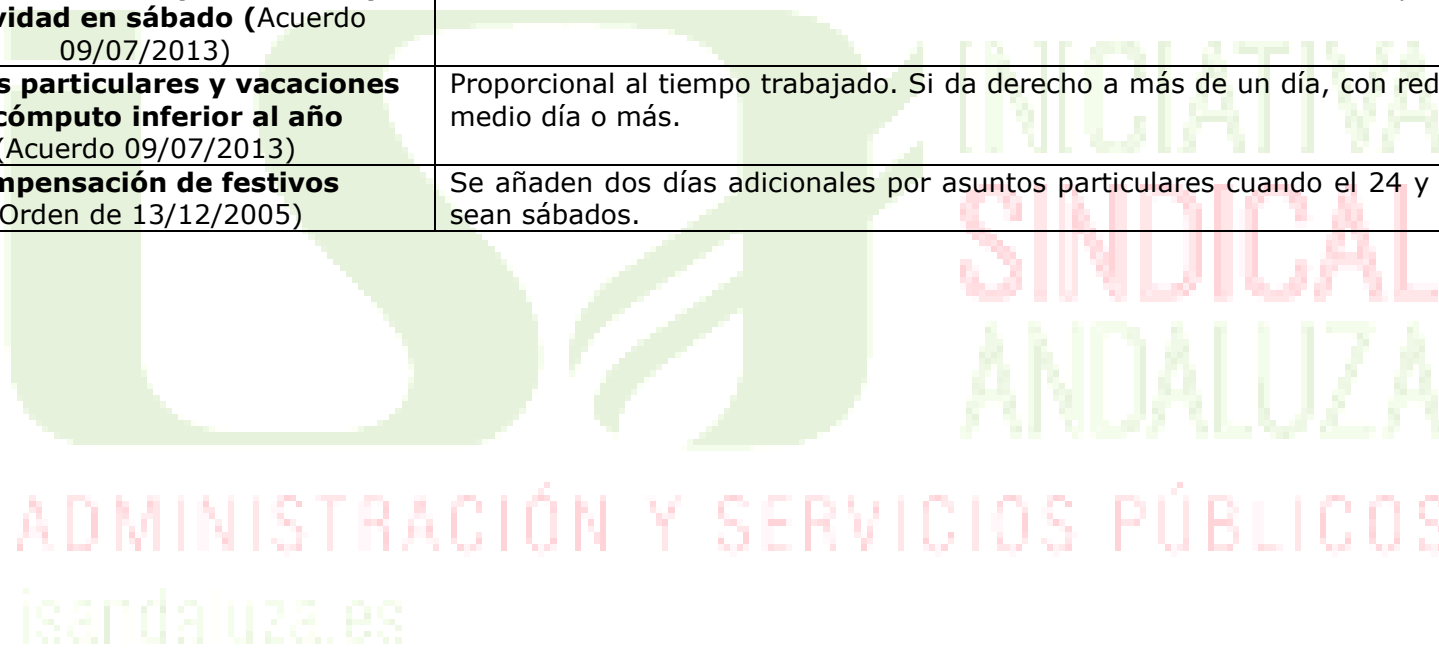 vidad en sábado (Acuerdo
09/07/2013)
s particulares y vacaciones
cómputo inferior al año
(Acuerdo 09/07/2013)
Proporcional al tiempo trabajado. Si da derecho a más de un día, con red
medio día o más.
mpensación de festivos
Orden de 13/12/2005)
Se añaden dos días adicionales por asuntos particulares cuando el 24 y
sean sábados.
INICIATIVA
SINDICAL
ANDALUZA
ADMINISTRACIÓN Y SERVICIOS PÚBLICOS
isandaluza.es